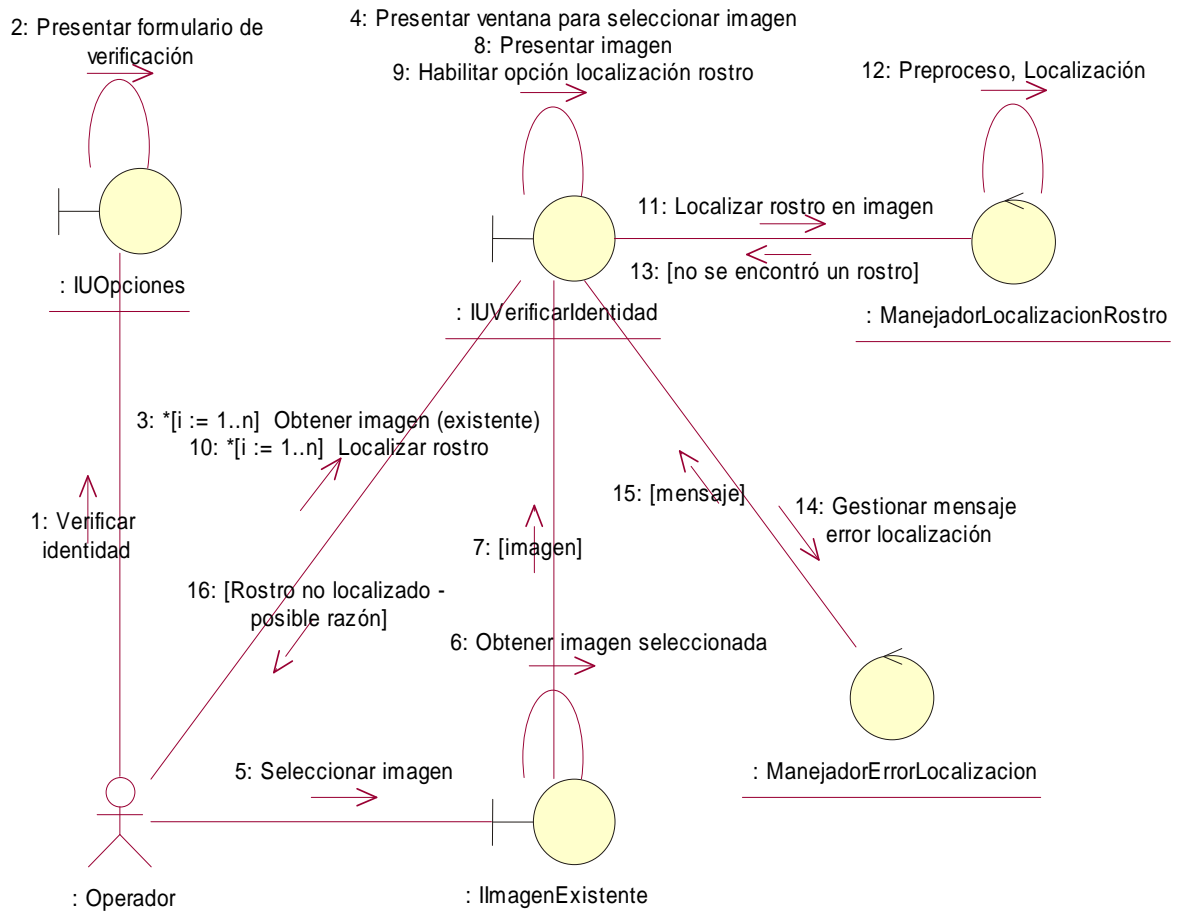 2: Presentar formulario de
verificación
4: Presentar ventana para seleccionar imagen
8: Presentar imagen
9: Habilitar opción localización rostro
12: Preproceso, Localización
11: Localizar rostro en imagen
13: [no se encontró un rostro]
: IUOpciones
: IUVerificarIdentidad
: ManejadorLocalizacionRostro
3: *[i := 1..n] Obtener imagen (existente)
10: *[i := 1..n] Localizar rostro
1: Verificar
identidad
15: [mensaje]
14: Gestionar mensaje
error localización
7: [imagen]
16: [Rostro no localizado -
posible razón]
6: Obtener imagen seleccionada
5: Seleccionar imagen
: ManejadorErrorLocalizacion
: Operador
: IImagenExistente